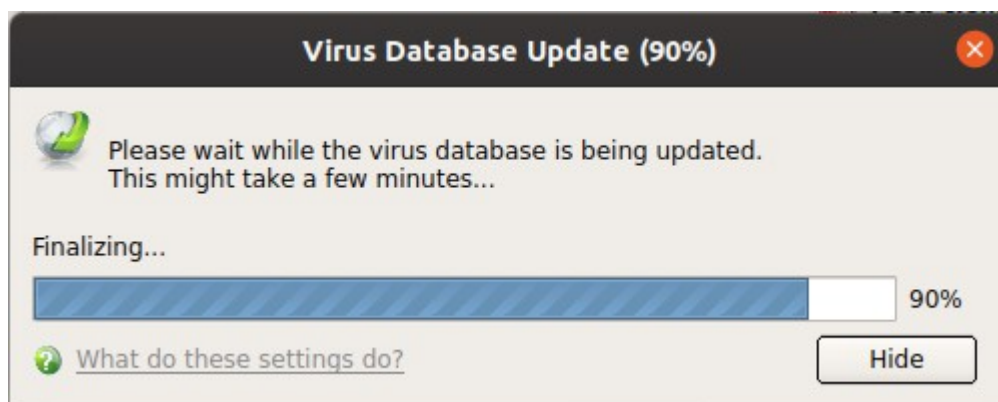 Virus Database Update (90%)
Please wait while the virus database is being updated.
This might take a few minutes...
Finalizing...
90%
What do these settings do?
Hide